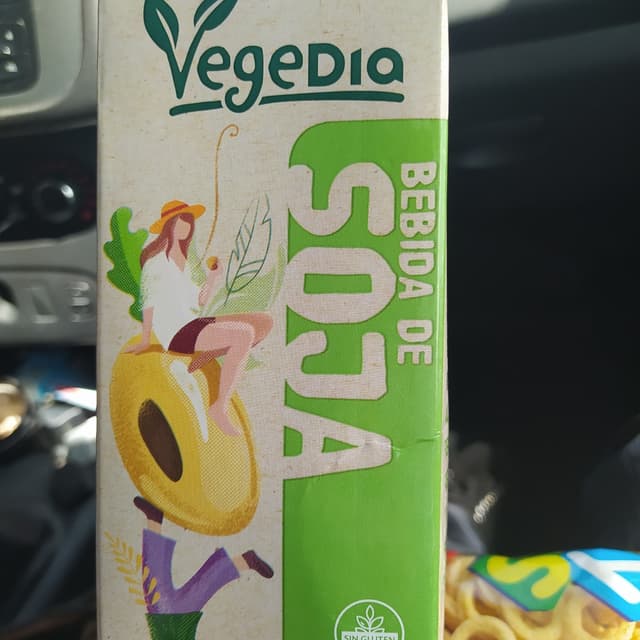 VegeDia
BEBIDA DE
SOJA
SIN GLUTEN